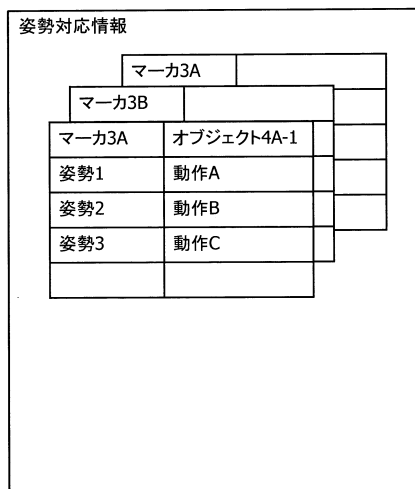 姿勢対応情報
マーカ3A
マーカ3B
マーカ3A オブジェクト4A-1
姿勢1 動作A
姿勢2 動作B
姿勢3 動作C